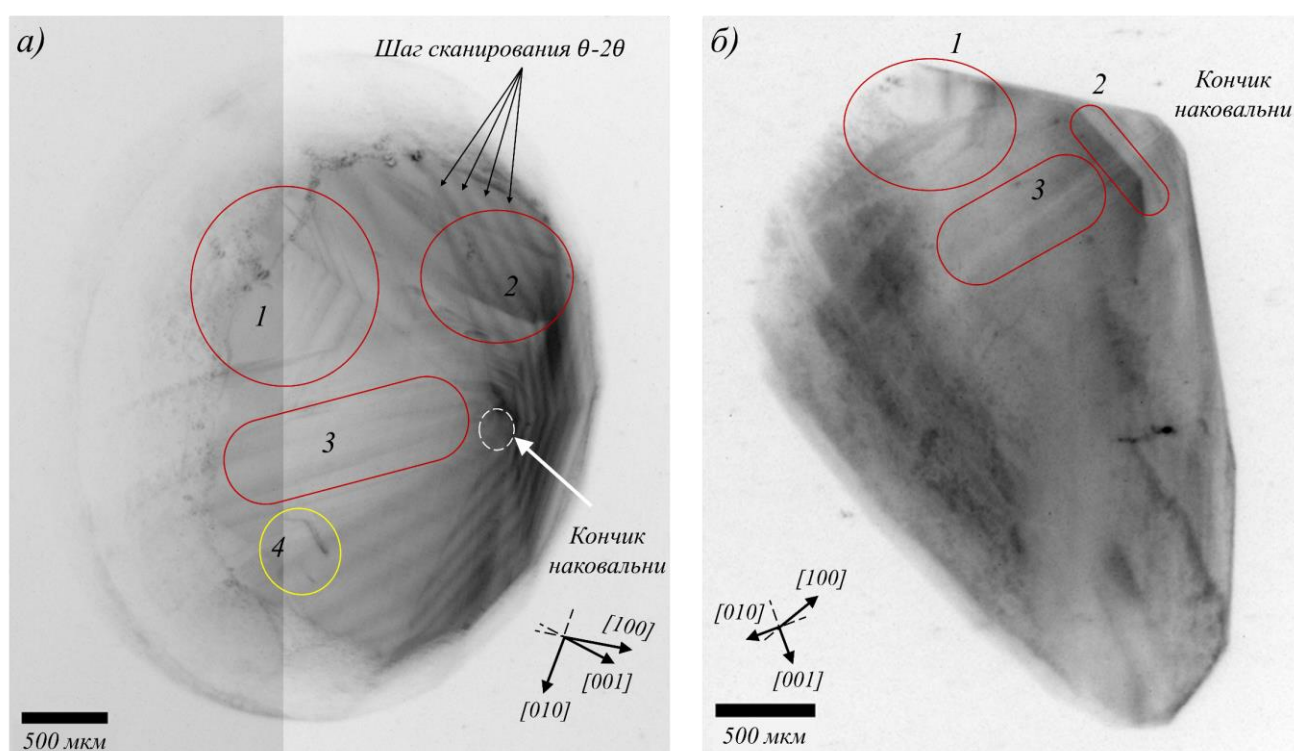 а)
Шаг сканирования θ-2θ
1
2
3
4
Кончик
наковальни
[100]
[001]
[010]
500 мкм
б)
1
2
Кончик
наковальни
3
[100]
[010]
[001]
500 мкм